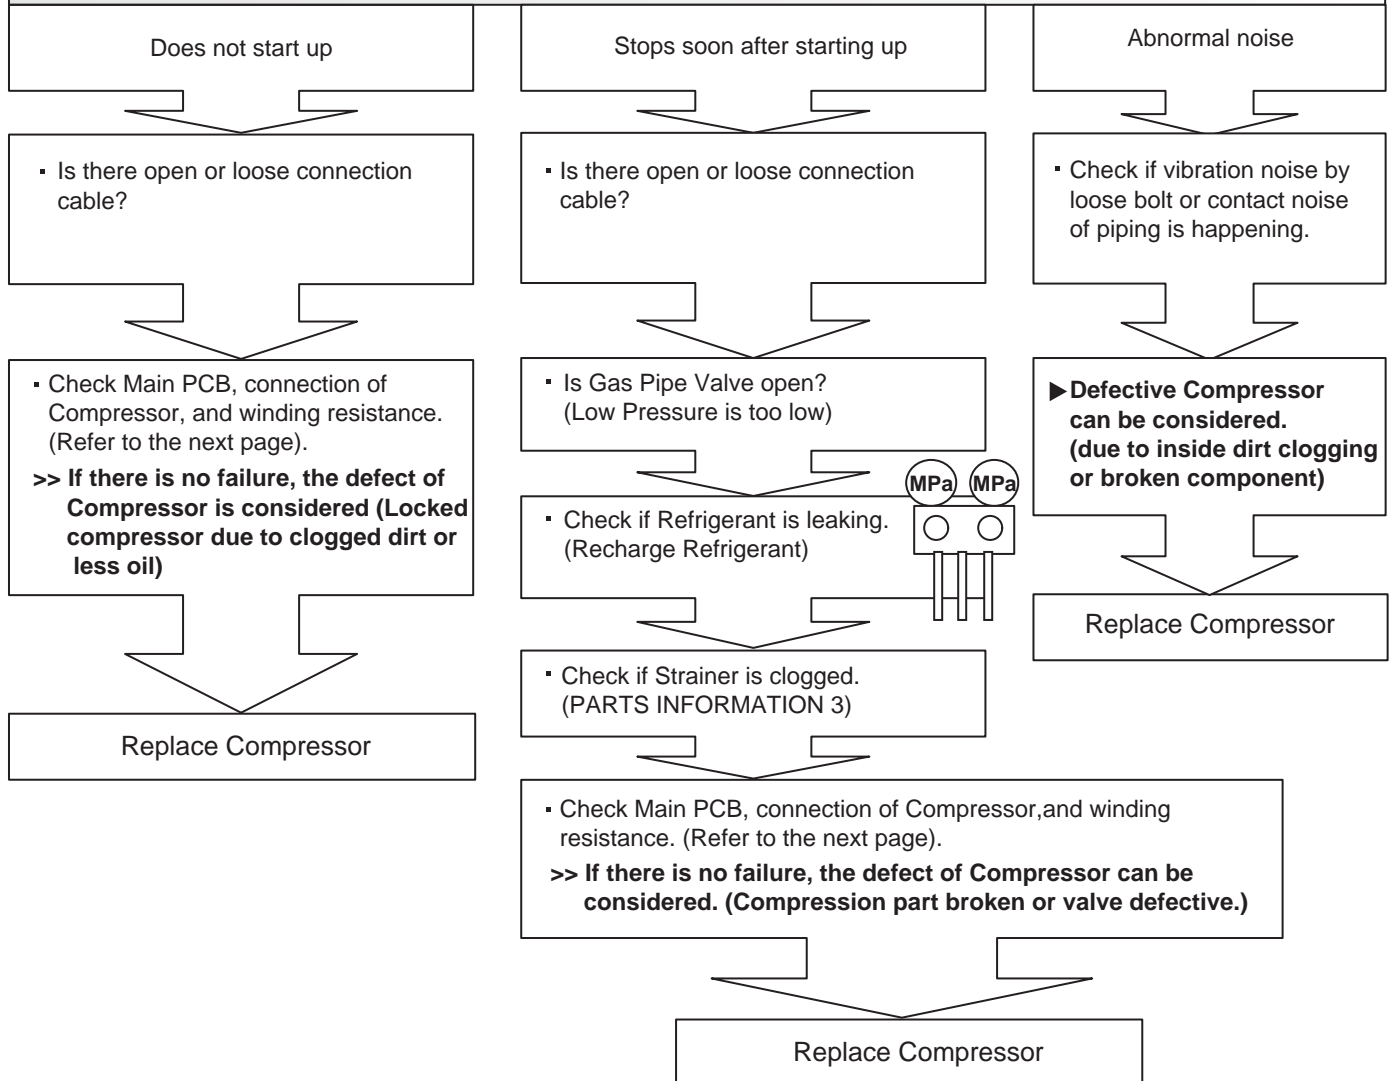 Does not start up
▪ Is there open or loose connection
cable?
▪ Check Main PCB, connection of
Compressor, and winding resistance.
(Refer to the next page).
>> If there is no failure, the defect of
Compressor is considered (Locked
compressor due to clogged dirt or
less oil)
Replace Compressor
Stops soon after starting up
▪ Is there open or loose connection
cable?
▪ Is Gas Pipe Valve open?
(Low Pressure is too low)
▪ Check if Refrigerant is leaking.
(Recharge Refrigerant)
MPa MPa
▪ Check if Strainer is clogged.
(PARTS INFORMATION 3)
▪ Check Main PCB, connection of Compressor,and winding
resistance. (Refer to the next page).
>> If there is no failure, the defect of Compressor can be
considered. (Compression part broken or valve defective.)
Replace Compressor
Abnormal noise
▪ Check if vibration noise by
loose bolt or contact noise
of piping is happening.
▶Defective Compressor
can be considered.
(due to inside dirt clogging
or broken component)
Replace Compressor